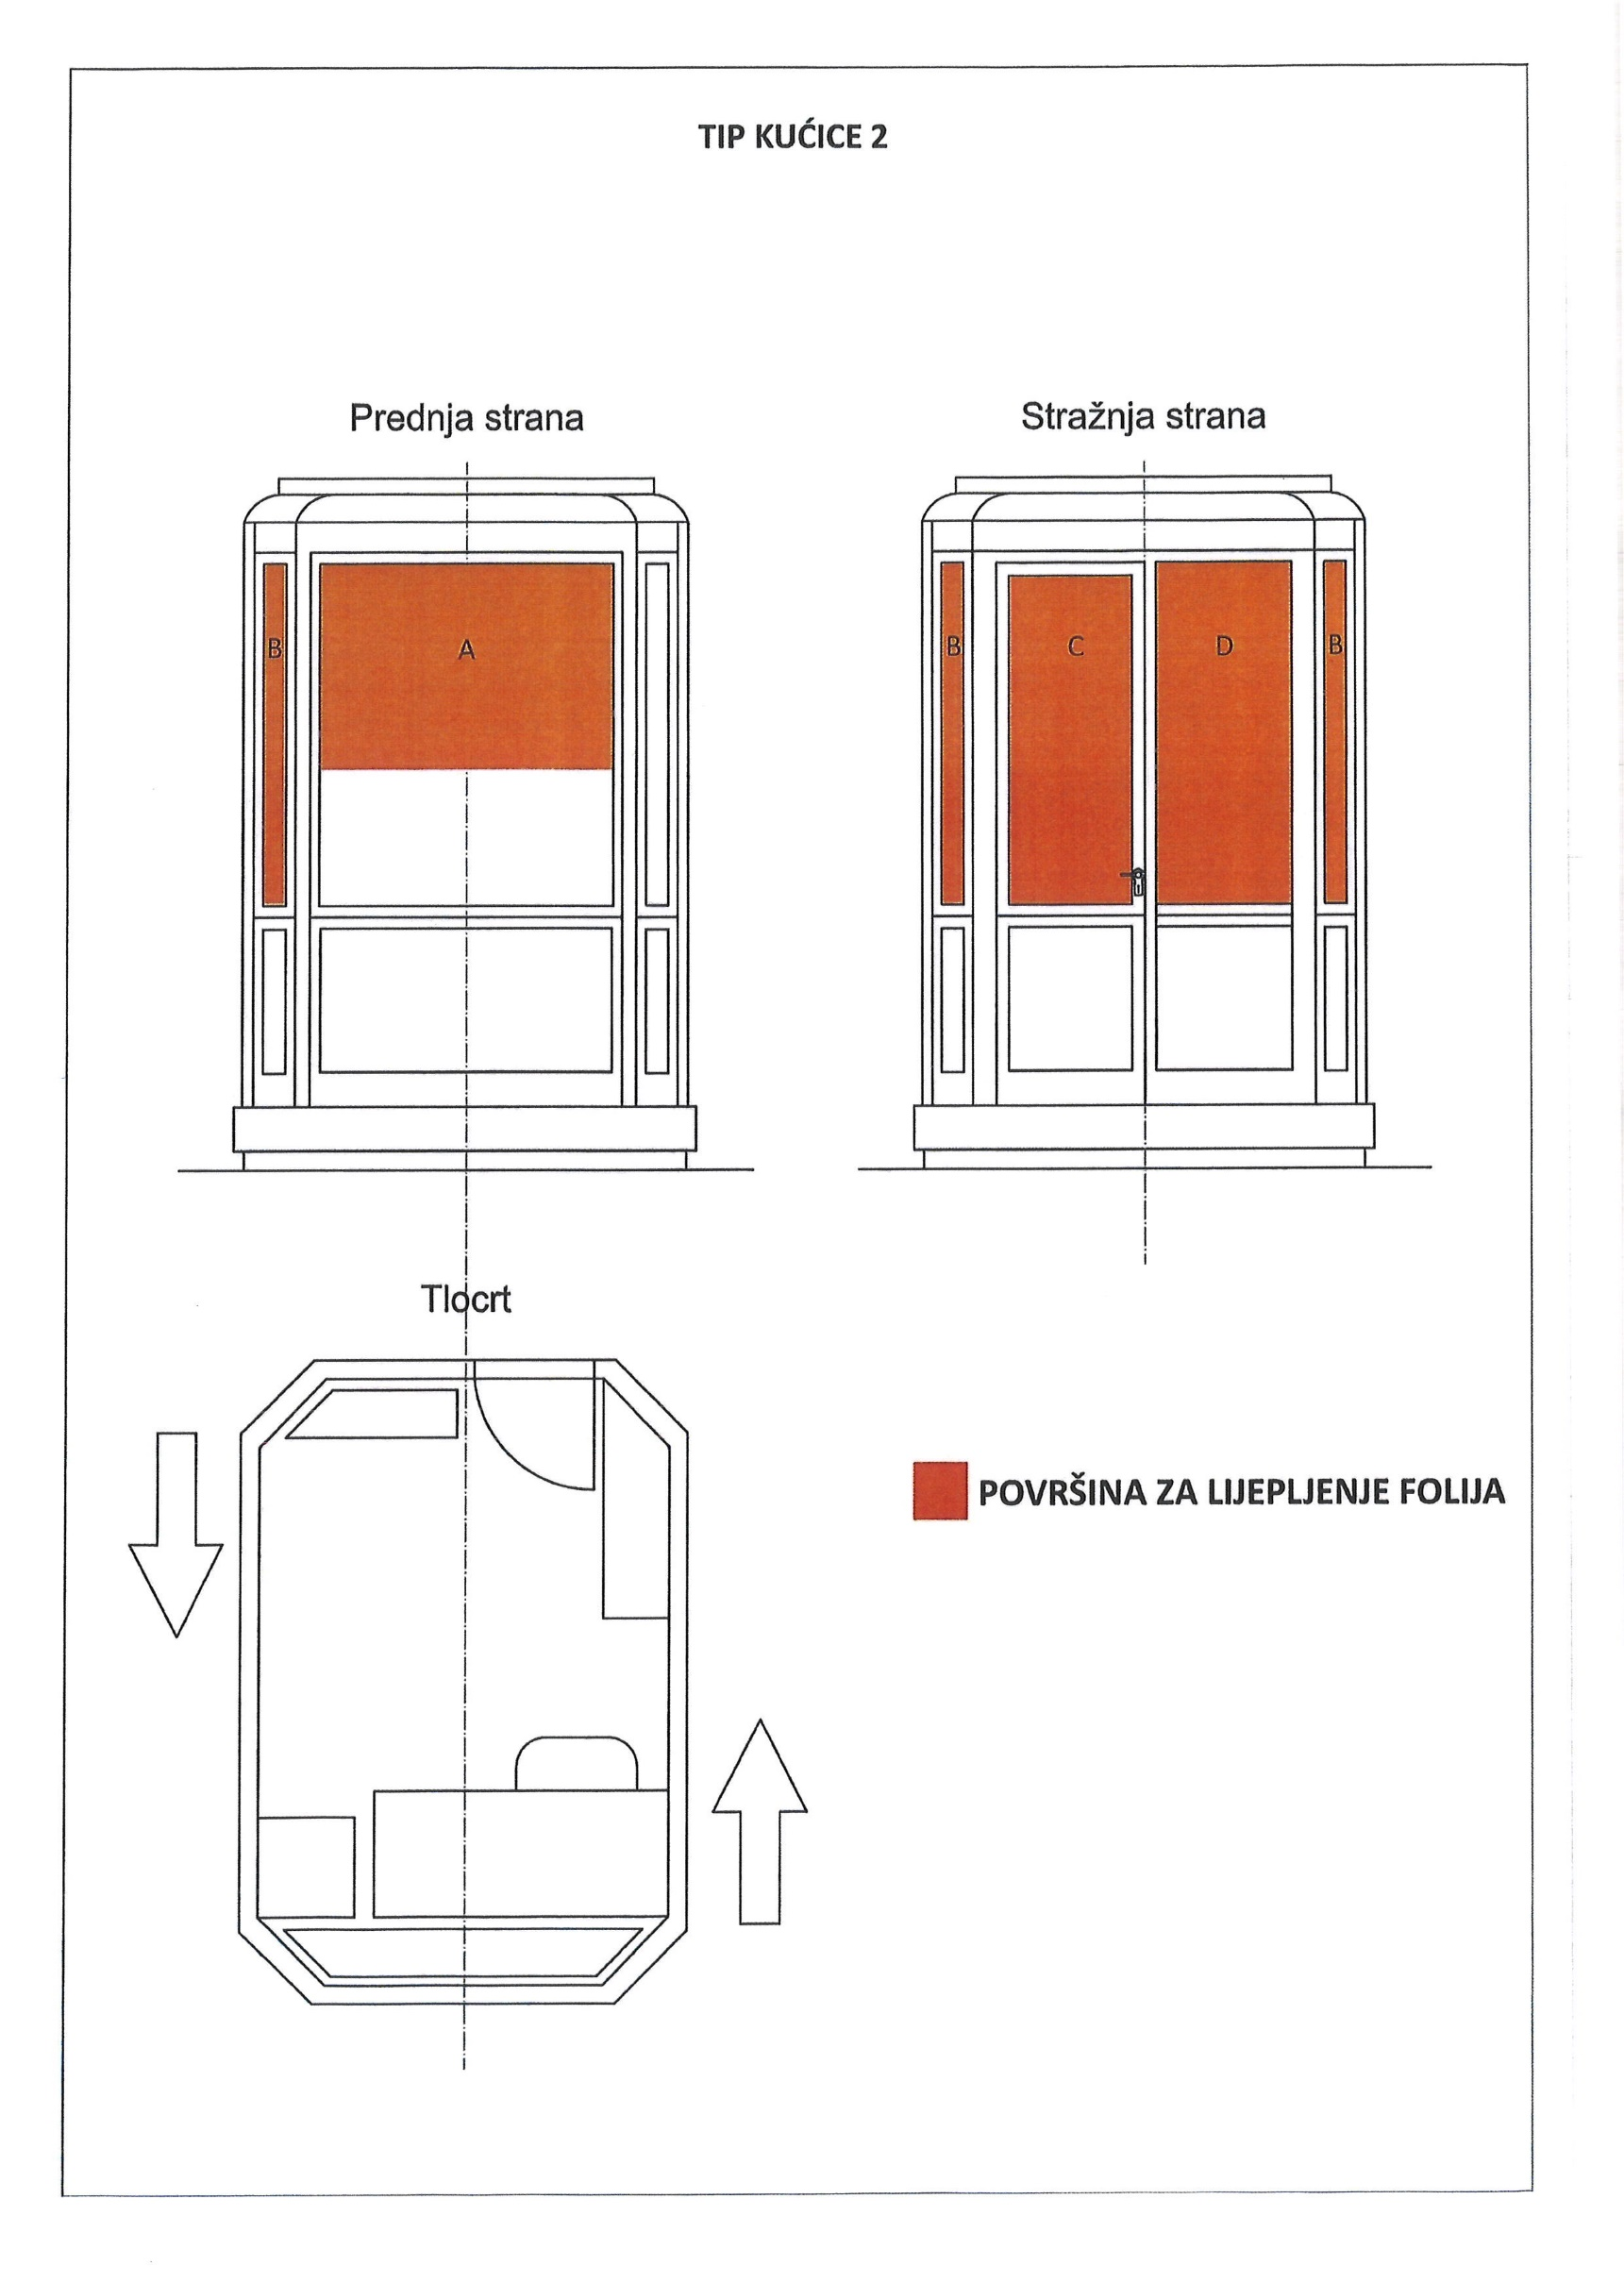 TIP KUĆICE 2
Prednja strana
Stražnja strana
B
A
B
C
D
B
Tlocrt
POVRŠINA ZA LIJEPLJENJE FOLIJA